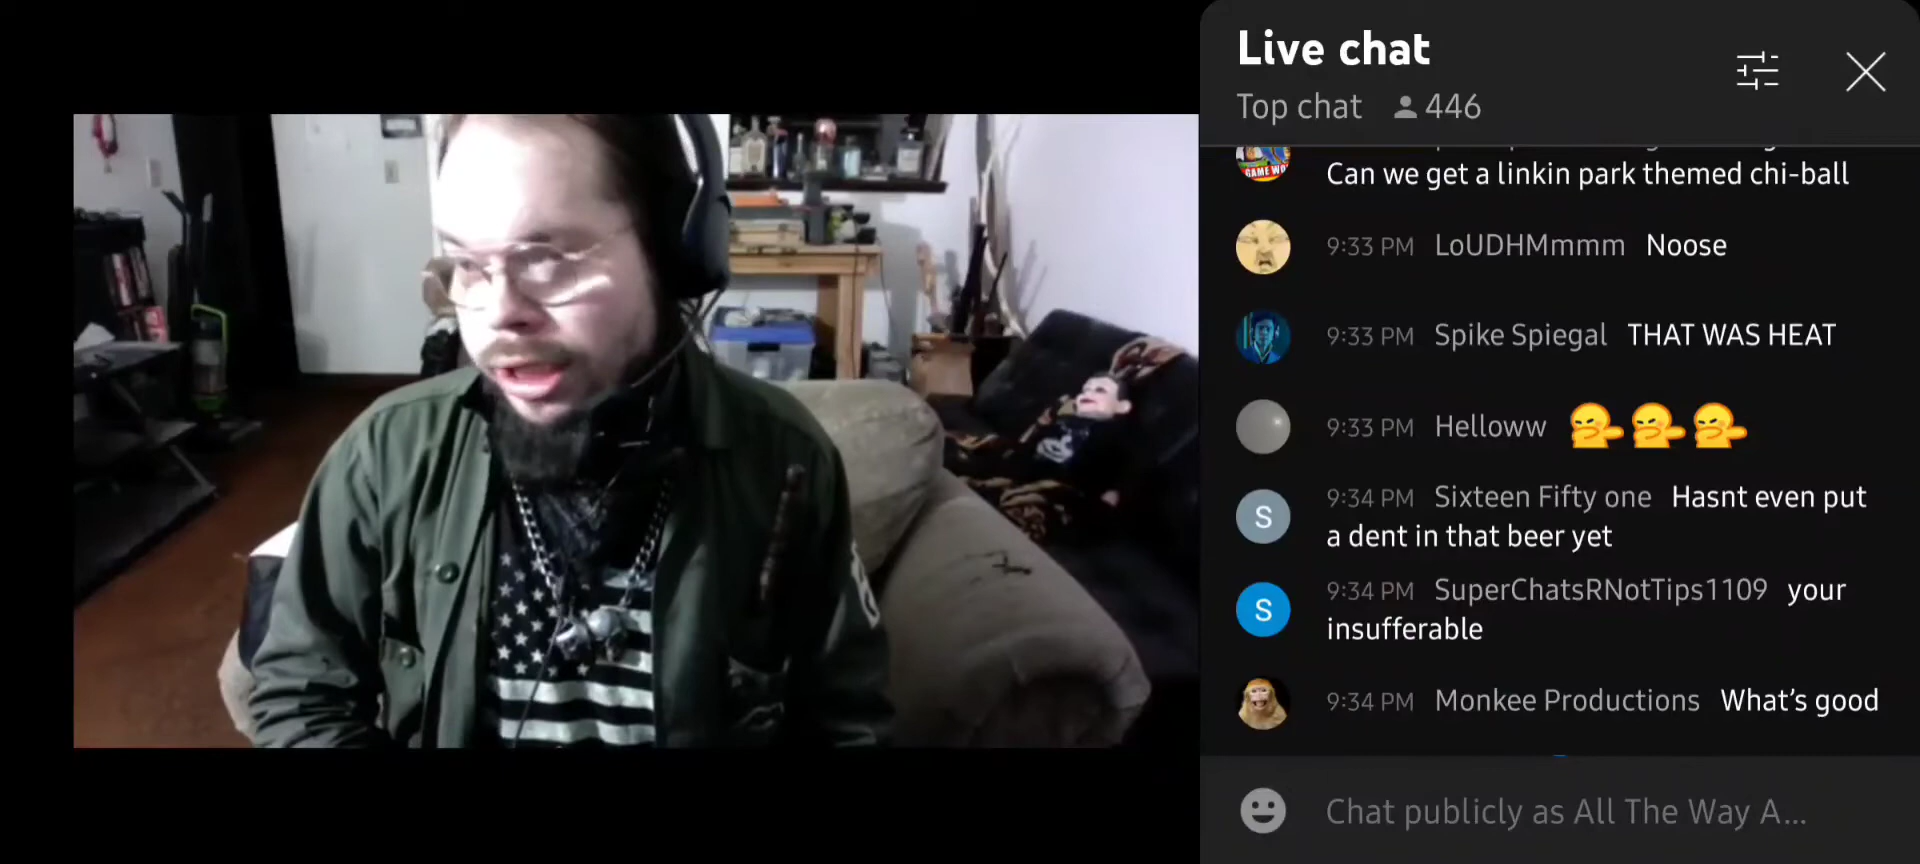 Live chat
Top chat 446
GAME WO
Can we get a linkin park themed chi-ball
9:33 PM LoUDHMmmm Noose
9:33 PM Spike Spiegal THAT WAS HEAT
9:33 PM Helloww
S
9:34 PM Sixteen Fifty one Hasnt even put
a dent in that beer yet
S
9:34 PM SuperChatsRNotTips1109 your
insufferable
9:34 PM Monkee Productions What's good
Chat publicly as All The Way A...